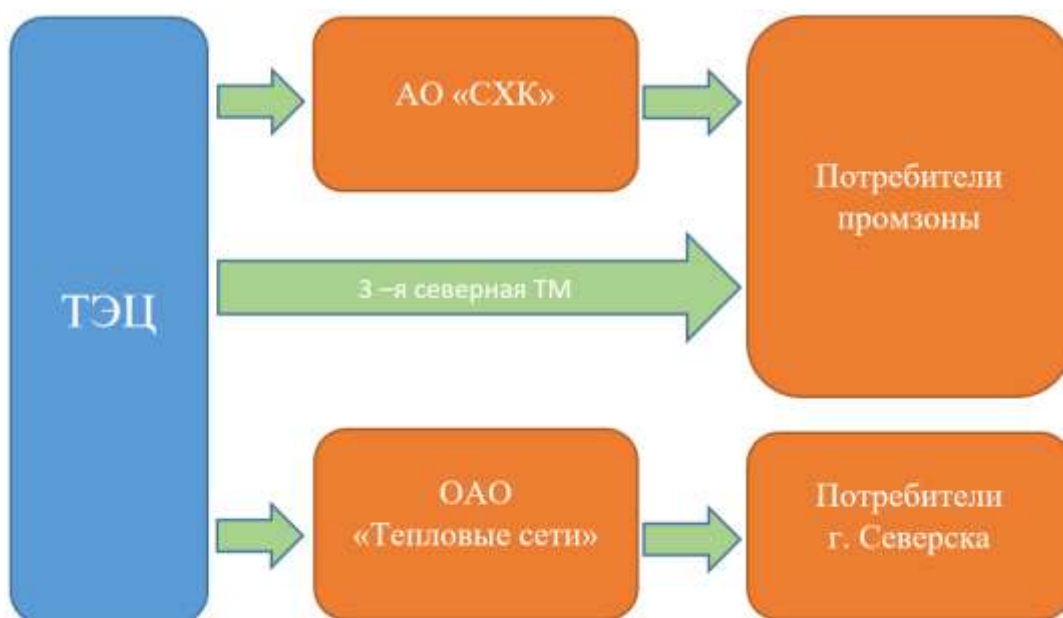 АО «СХК»
Потребители
промзоны
ТЭЦ
3 –я северная ТМ
ОАО
«Тепловые сети»
Потребители
г. Северска